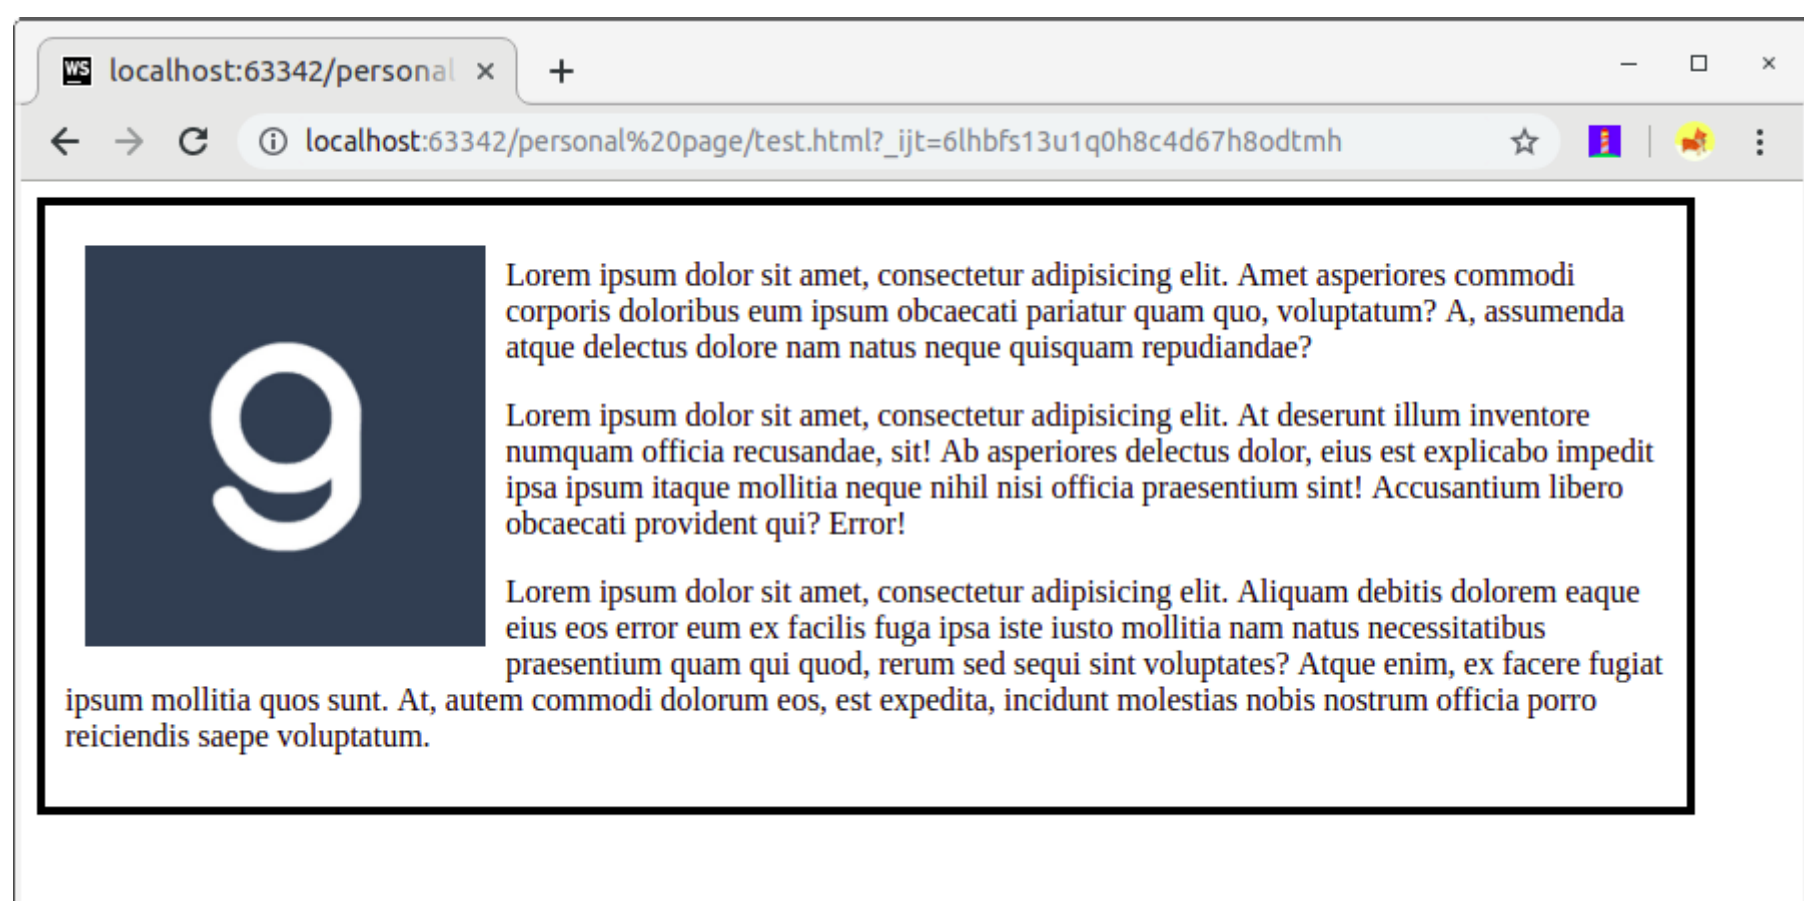 WS localhost:63342/personal
localhost:63342/personal%20page/test.html?_ijt=6lhbfs13u1q0h8c4d67h8odtmh
g
Lorem ipsum dolor sit amet, consectetur adipisicing elit. Amet asperiores commodi
corporis doloribus eum ipsum obcaecati pariatur quam quo, voluptatum? A, assumenda
atque delectus dolore nam natus neque quisquam repudiandae?
Lorem ipsum dolor sit amet, consectetur adipisicing elit. At deserunt illum inventore
numquam officia recusandae, sit! Ab asperiores delectus dolor, eius est explicabo impedit
ipsa ipsum itaque mollitia neque nihil nisi officia praesentium sint! Accusantium libero
obcaecati provident qui? Error!
Lorem ipsum dolor sit amet, consectetur adipisicing elit. Aliquam debitis dolorem eaque
eius eos error eum ex facilis fuga ipsa iste iusto mollitia nam natus necessitatibus
praesentium quam qui quod, rerum sed sequi sint voluptates? Atque enim, ex facere fugiat
ipsum mollitia quos sunt. At, autem commodi dolorum eos, est expedita, incidunt molestias nobis nostrum officia porro
reiciendis saepe voluptatum.